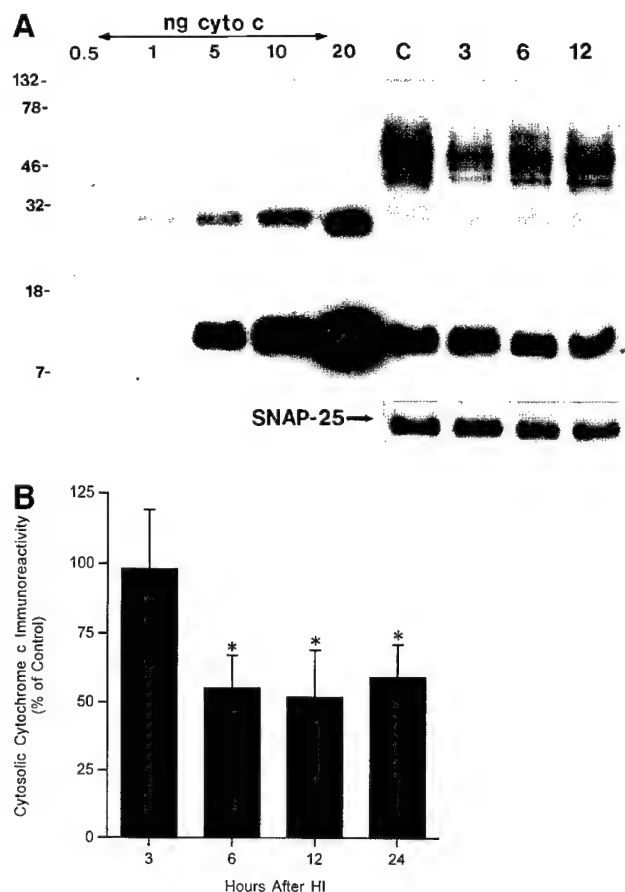 A
ng cyto c
0.5 1 5 10 20 C 3 6 12
132-
78-
46-
32-
18-
7-
SNAP-25
B
Cytosolic Cytochrome c Immunoreactivity
(% of Control)
125
100
75
50
25
0
* * *
3 6 12 24
Hours After HI